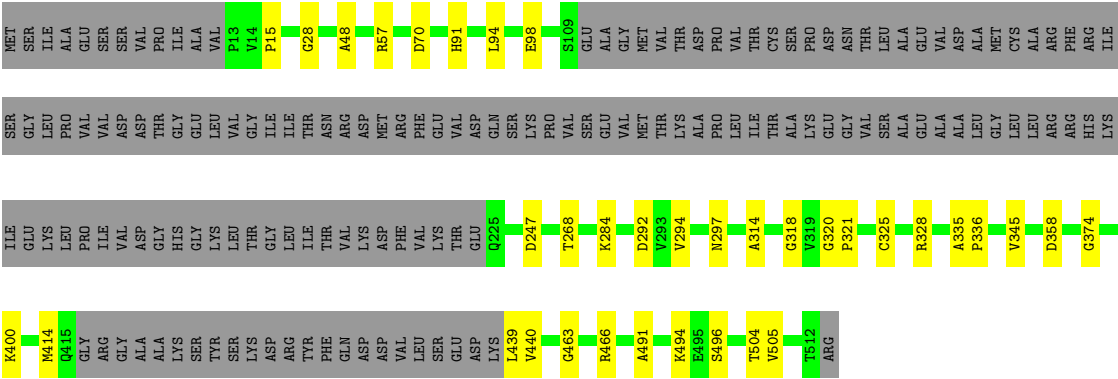 MET SER ILE ALA GLU SER SER VAL PRO ILE ALA VAL P13 V14 P15 G28 A48 R57 D70 H91 L94 E98 S109 GLU ALA GLY MET VAL THR ASP PRO VAL THR CYS SER PRO ASP ASN THR LEU ALA GLU VAL ASP ALA MET CYS ALA ARG PHE ARG ILE
SER GLY LEU PRO VAL VAL ASP ASP THR GLY GLU LEU VAL GLY ILE ILE THR ASN ARG ASP MET ARG PHE GLU VAL ASP GLN SER LYS PRO VAL SER GLU VAL MET THR LYS ALA PRO LEU ILE THR ALA LYS GLU GLY VAL SER ALA GLU ALA ALA LEU GLY LEU LEU ARG ARG HIS LYS
ILE GLU LYS LEU PRO ILE VAL ASP GLY HIS GLY LYS LEU THR GLY LEU ILE THR VAL LYS ASP PHE VAL LYS THR GLU Q225 D247 T268 K284 D292 V293 V294 N297 A314 G318 V319 G320 P321 C325 R328 A335 P336 V345 D358 G374
K400 M414 Q415 GLY ARG GLY ALA ALA LYS SER TYR SER LYS ASP ARG TYR PHE GLN ASP ASP VAL LEU SER GLU ASP LYS L439 V440 G463 R466 A491 K494 E495 S496 T504 V505 T512 ARG